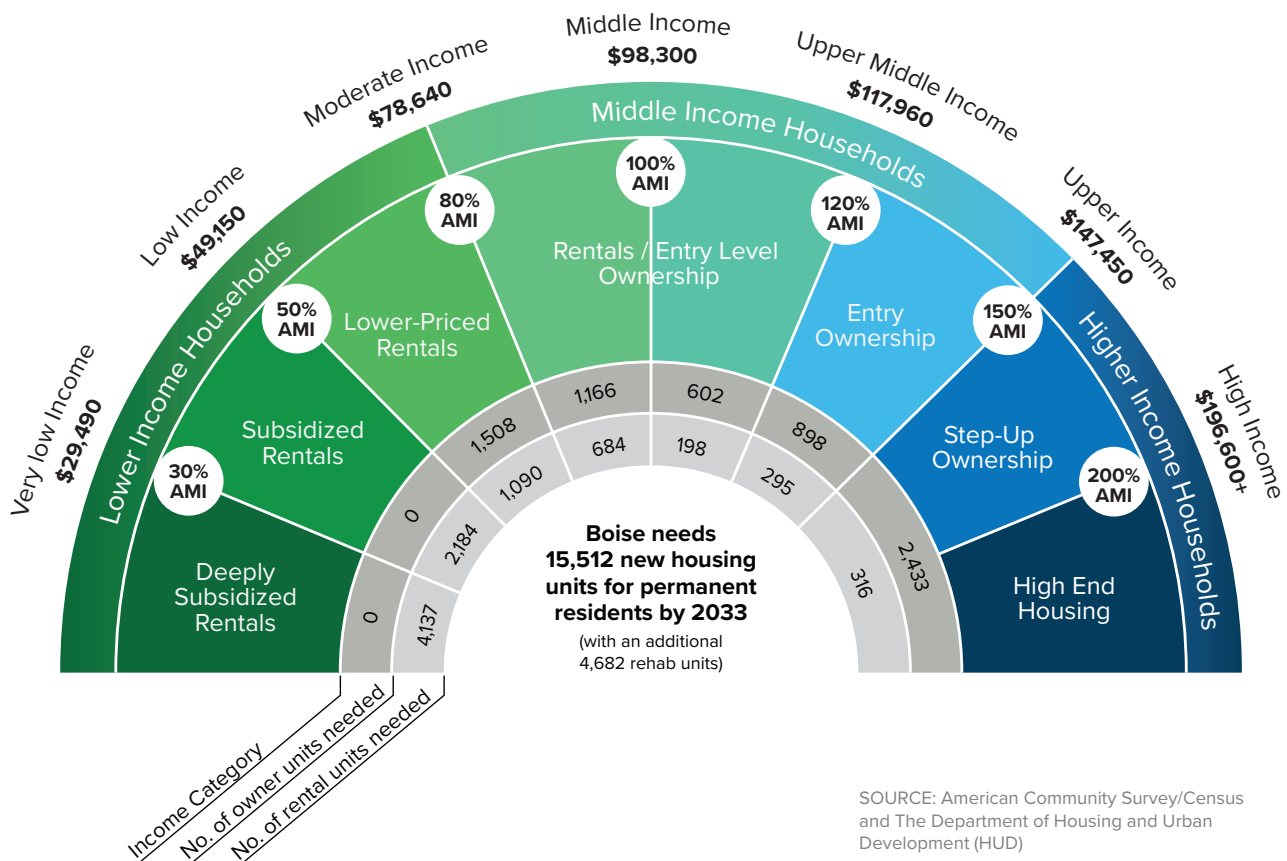 Very low Income
$29,490
Low Income
$49,150
Moderate Income
$78,640
Middle Income
$98,300
Upper Middle Income
$117,960
Upper Income
$147,450
High Income
$196,600+
Lower Income Households
Middle Income Households
Higher Income Households
30%
AMI
50%
AMI
80%
AMI
100%
AMI
120%
AMI
150%
AMI
200%
AMI
Deeply
Subsidized
Rentals
Subsidized
Rentals
Lower-Priced
Rentals
Rentals / Entry Level
Ownership
Entry
Ownership
Step-Up
Ownership
High End
Housing
0
0
1,508
1,166
602
898
2,433
4,137
2,184
1,090
684
198
295
316
Boise needs
15,512 new housing
units for permanent
residents by 2033
(with an additional
4,682 rehab units)
Income Category
No. of owner units needed
No. of rental units needed
SOURCE: American Community Survey/Census
and The Department of Housing and Urban
Development (HUD)